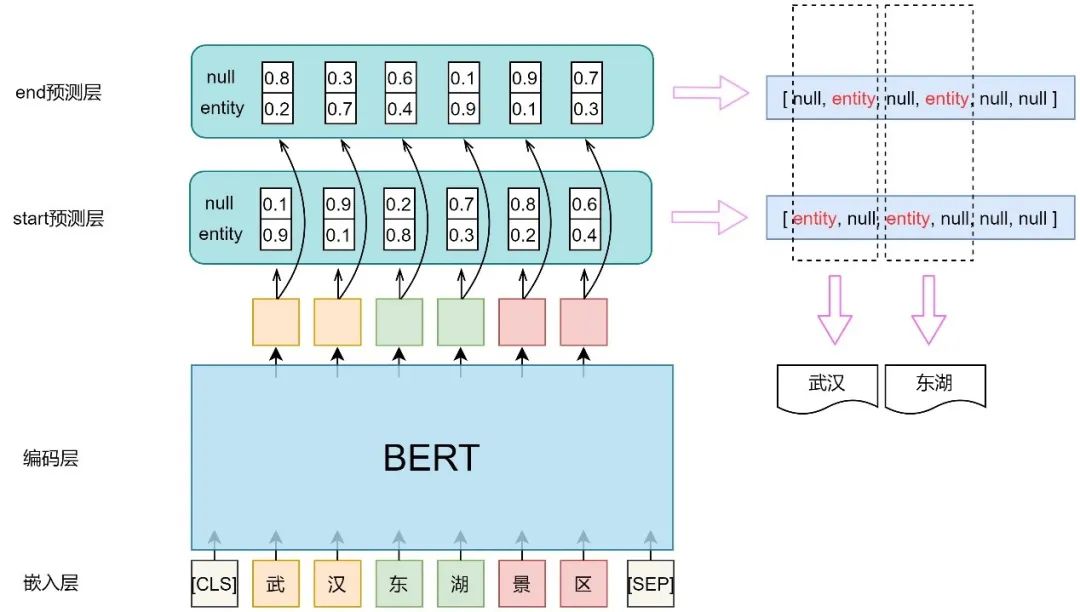 end预测层
null 0.8 0.3 0.6 0.1 0.9 0.7
entity 0.2 0.7 0.4 0.9 0.1 0.3
[ null, entity, null, entity, null, null ]
start预测层
null 0.1 0.9 0.2 0.7 0.8 0.6
entity 0.9 0.1 0.8 0.3 0.2 0.4
[ entity, null, entity, null, null, null ]
武汉 东湖
编码层
BERT
嵌入层
[CLS] 武 汉 东 湖 景 区 [SEP]